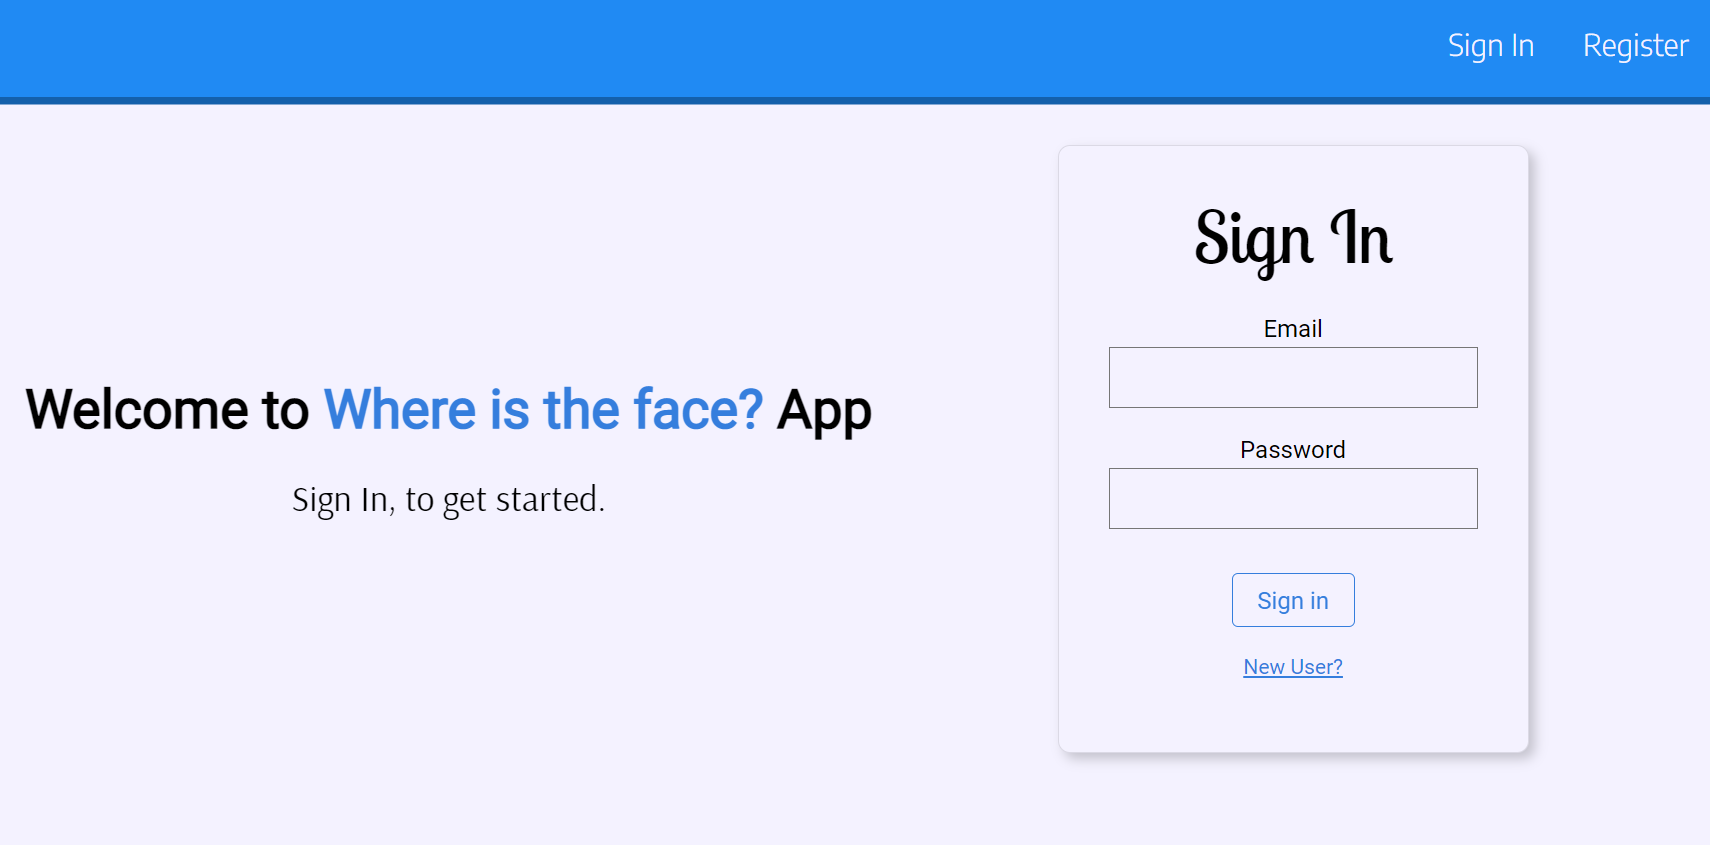 Sign In
Register
Welcome to Where is the face? App
Sign In, to get started.
Sign In
Email
Password
Sign in
New User?